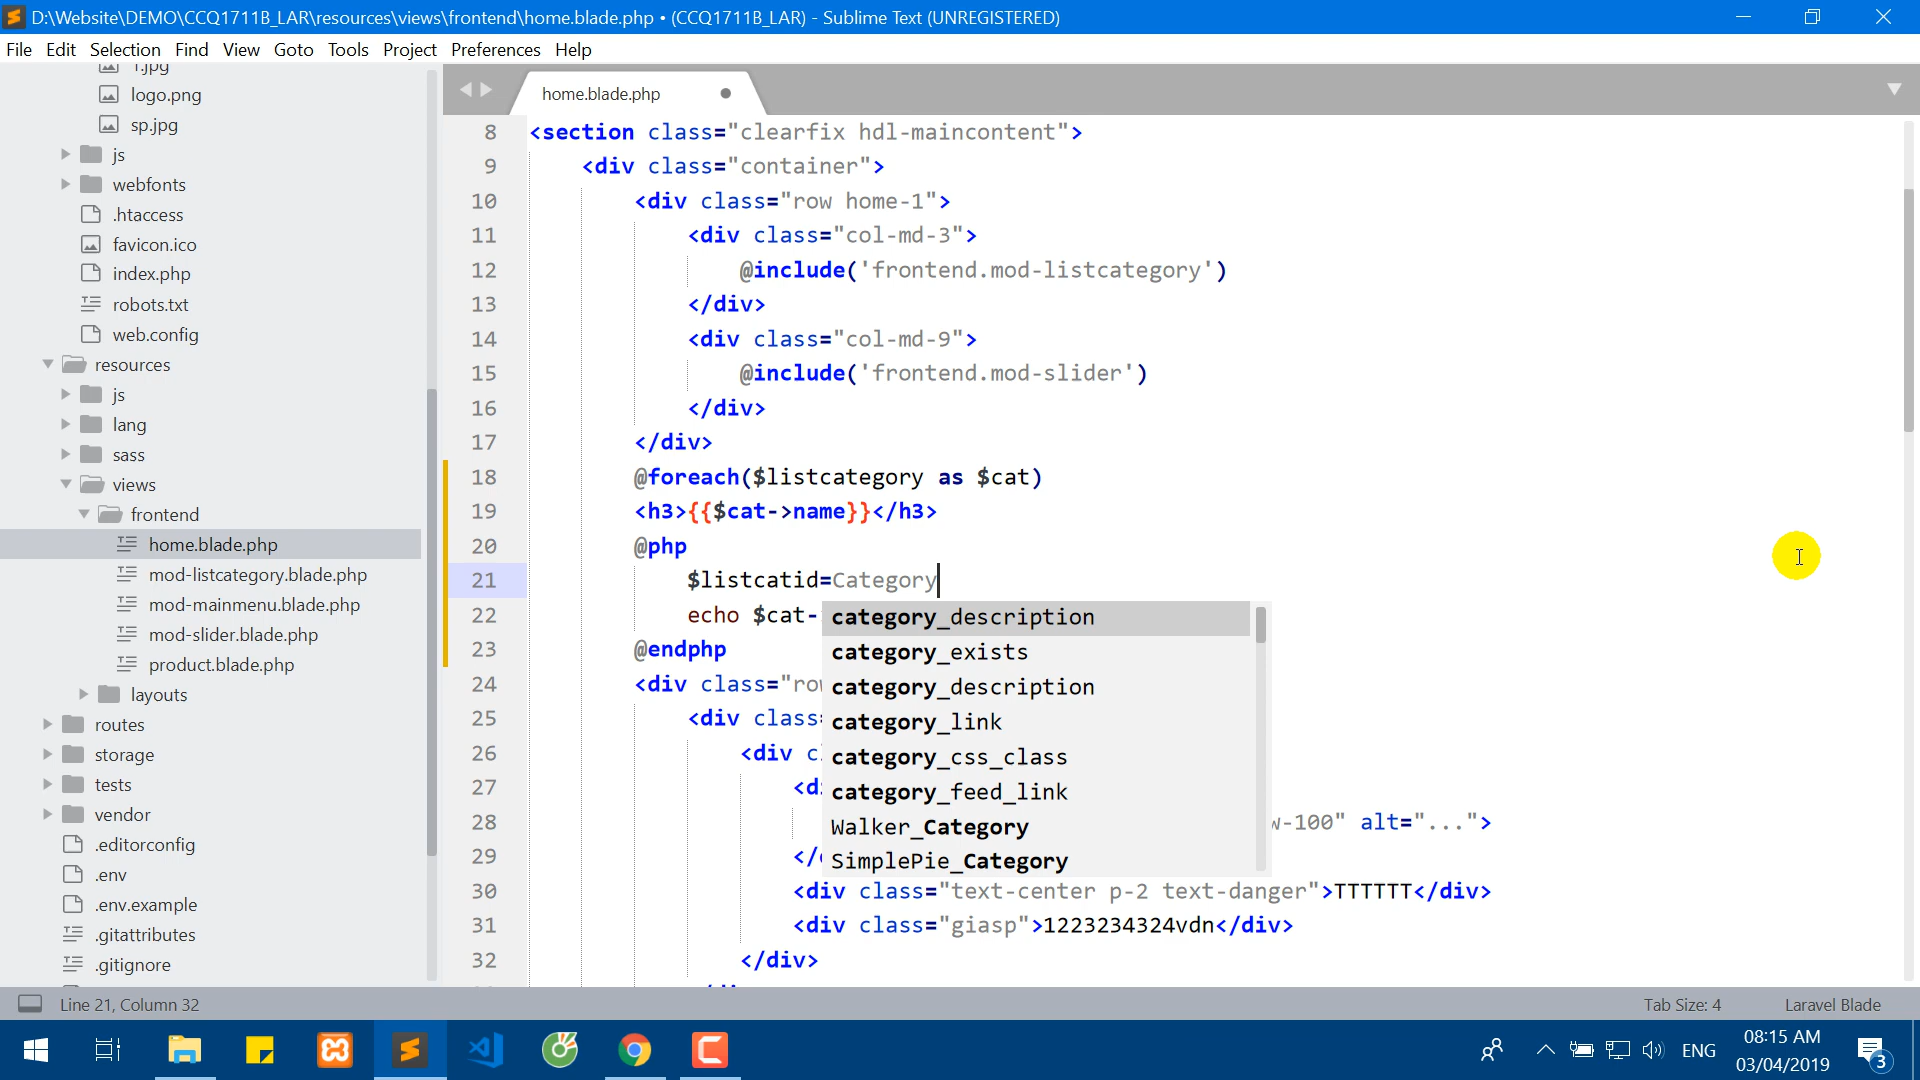 D:\Website\DEMO\CCQ1711B_LAR\resources\views\frontend\home.blade.php • (CCQ1711B_LAR) - Sublime Text (UNREGISTERED)
File Edit Selection Find View Goto Tools Project Preferences Help
1.jpg
logo.png
sp.jpg
js
webfonts
.htaccess
favicon.ico
index.php
robots.txt
web.config
resources
js
lang
sass
views
frontend
home.blade.php
mod-listcategory.blade.php
mod-mainmenu.blade.php
mod-slider.blade.php
product.blade.php
layouts
routes
storage
tests
vendor
.editorconfig
.env
.env.example
.gitattributes
.gitignore
home.blade.php
8 <section class="clearfix hdl-maincontent">
9 <div class="container">
10 <div class="row home-1">
11 <div class="col-md-3">
12 @include('frontend.mod-listcategory')
13 </div>
14 <div class="col-md-9">
15 @include('frontend.mod-slider')
16 </div>
17 </div>
18 @foreach($listcategory as $cat)
19 <h3>{{$cat->name}}</h3>
20 @php
21 $listcatid=Category
22 echo $cat-
23 @endphp
24 <div class="row
25 <div class
26 <div c
27 <d
28 w-100" alt="...">
29 </
30 <div class="text-center p-2 text-danger">TTTTTT</div>
31 <div class="giasp">1223234324vdn</div>
32 </div>
category_description
category_exists
category_description
category_link
category_css_class
category_feed_link
Walker_Category
SimplePie_Category
Line 21, Column 32
Tab Size: 4
Laravel Blade
ENG
08:15 AM
03/04/2019
3